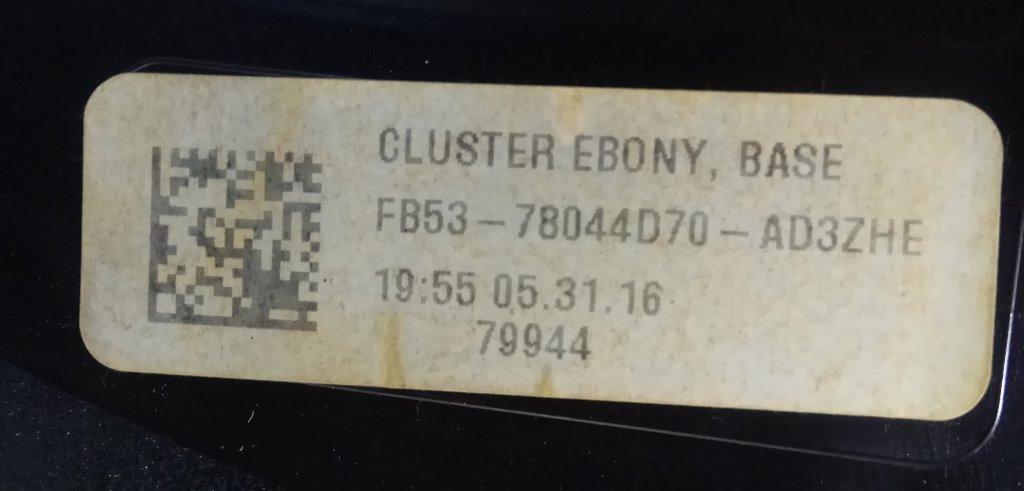 CLUSTER EBONY, BASE
FB53-78044D70-AD3ZHE
19:55 05.31.16
79944